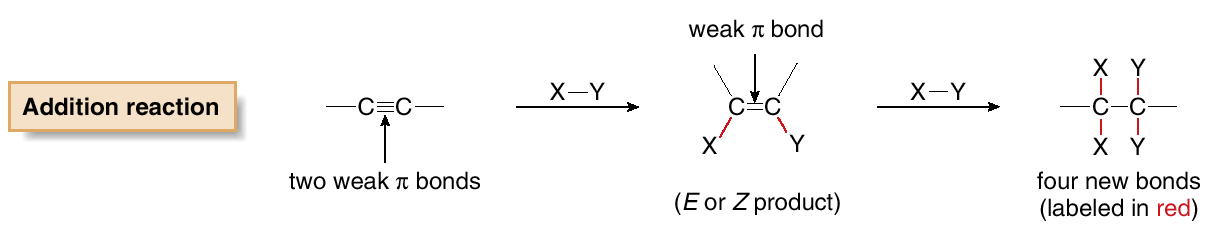 weak π bond
Addition reaction
—C≡C—
X—Y
C=C
X
Y
X—Y
X Y
—C—C—
X Y
two weak π bonds
(E or Z product)
four new bonds
(labeled in red)